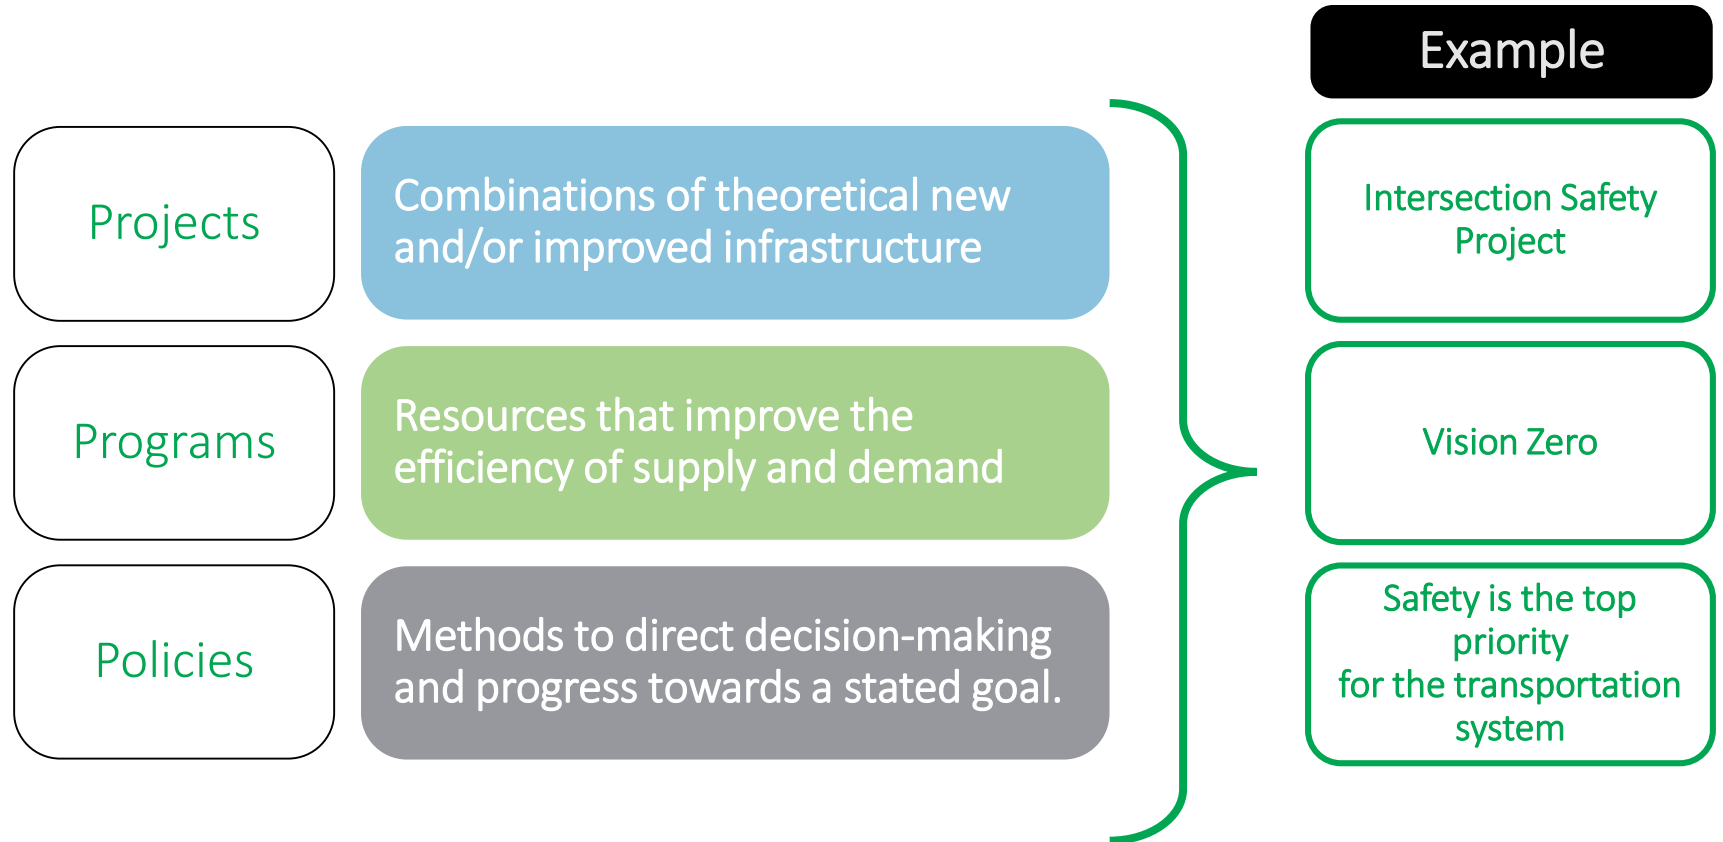 Example
Projects
Combinations of theoretical new
and/or improved infrastructure
Intersection Safety
Project
Programs
Resources that improve the
efficiency of supply and demand
Vision Zero
Policies
Methods to direct decision-making
and progress towards a stated goal.
Safety is the top
priority
for the transportation
system